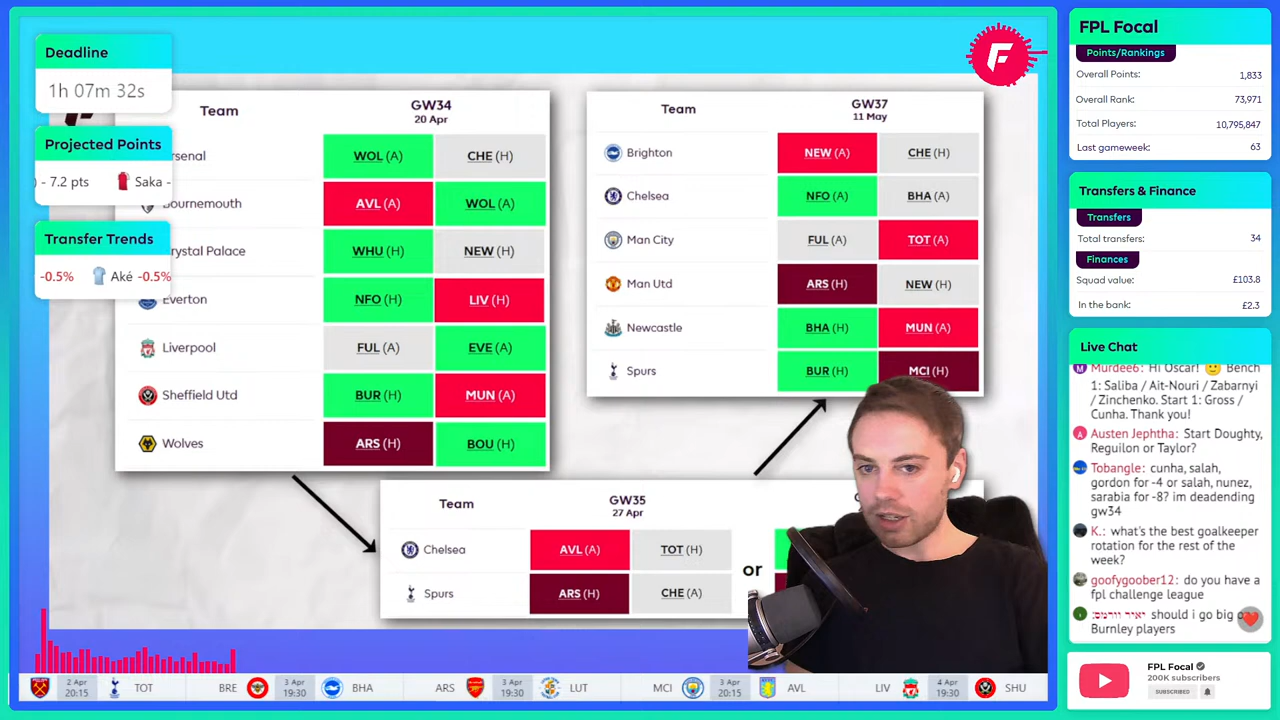 Deadline
1h 07m 32s
Projected Points
- 7.2 pts Saka -
Transfer Trends
-0.5% Aké -0.5%
Team GW34
20 Apr
WOL (A) CHE (H)
AVL (A) WOL (A)
Crystal Palace WHU (H) NEW (H)
Everton NFO (H) LIV (H)
Liverpool FUL (A) EVE (A)
Sheffield Utd BUR (H) MUN (A)
Wolves ARS (H) BOU (H)
Team GW37
11 May
Brighton NEW (A) CHE (H)
Chelsea NFO (A) BHA (A)
Man City FUL (A) TOT (A)
Man Utd ARS (H) NEW (H)
Newcastle BHA (H) MUN (A)
Spurs BUR (H) MCI (H)
Team GW35
27 Apr
Chelsea AVL (A) TOT (H)
Spurs ARS (H) CHE (A)
or
2 Apr
20:15
TOT
BRE
3 Apr
19:30
BHA
ARS
3 Apr
19:30
LUT
MCI
3 Apr
20:15
AVL
LIV
4 Apr
19:30
SHU
FPL Focal
Points/Rankings
Overall Points: 1,833
Overall Rank: 73,971
Total Players: 10,795,847
Last gameweek: 63
Transfers & Finance
Transfers
Total transfers: 34
Finances
Squad value: £103.8
In the bank: £2.3
Live Chat
Murdee6: Hi Oscar! 🙂 Bench
1: Saliba / Ait-Nouri / Zabarnyi
/ Zinchenko. Start 1: Gross /
Cunha. Thank you!
Austen Jephtha: Start Doughty,
Reguilon or Taylor?
Tobangle: cunha, salah,
gordon for -4 or salah, nunez,
sarabia for -8? im deadending
gw34
K.: what's the best goalkeeper
rotation for the rest of the
week?
goofygoober12: do you have a
fpl challenge league
יאיר וורמס: should i go big
Burnley players
FPL Focal
200K subscribers
SUBSCRIBED